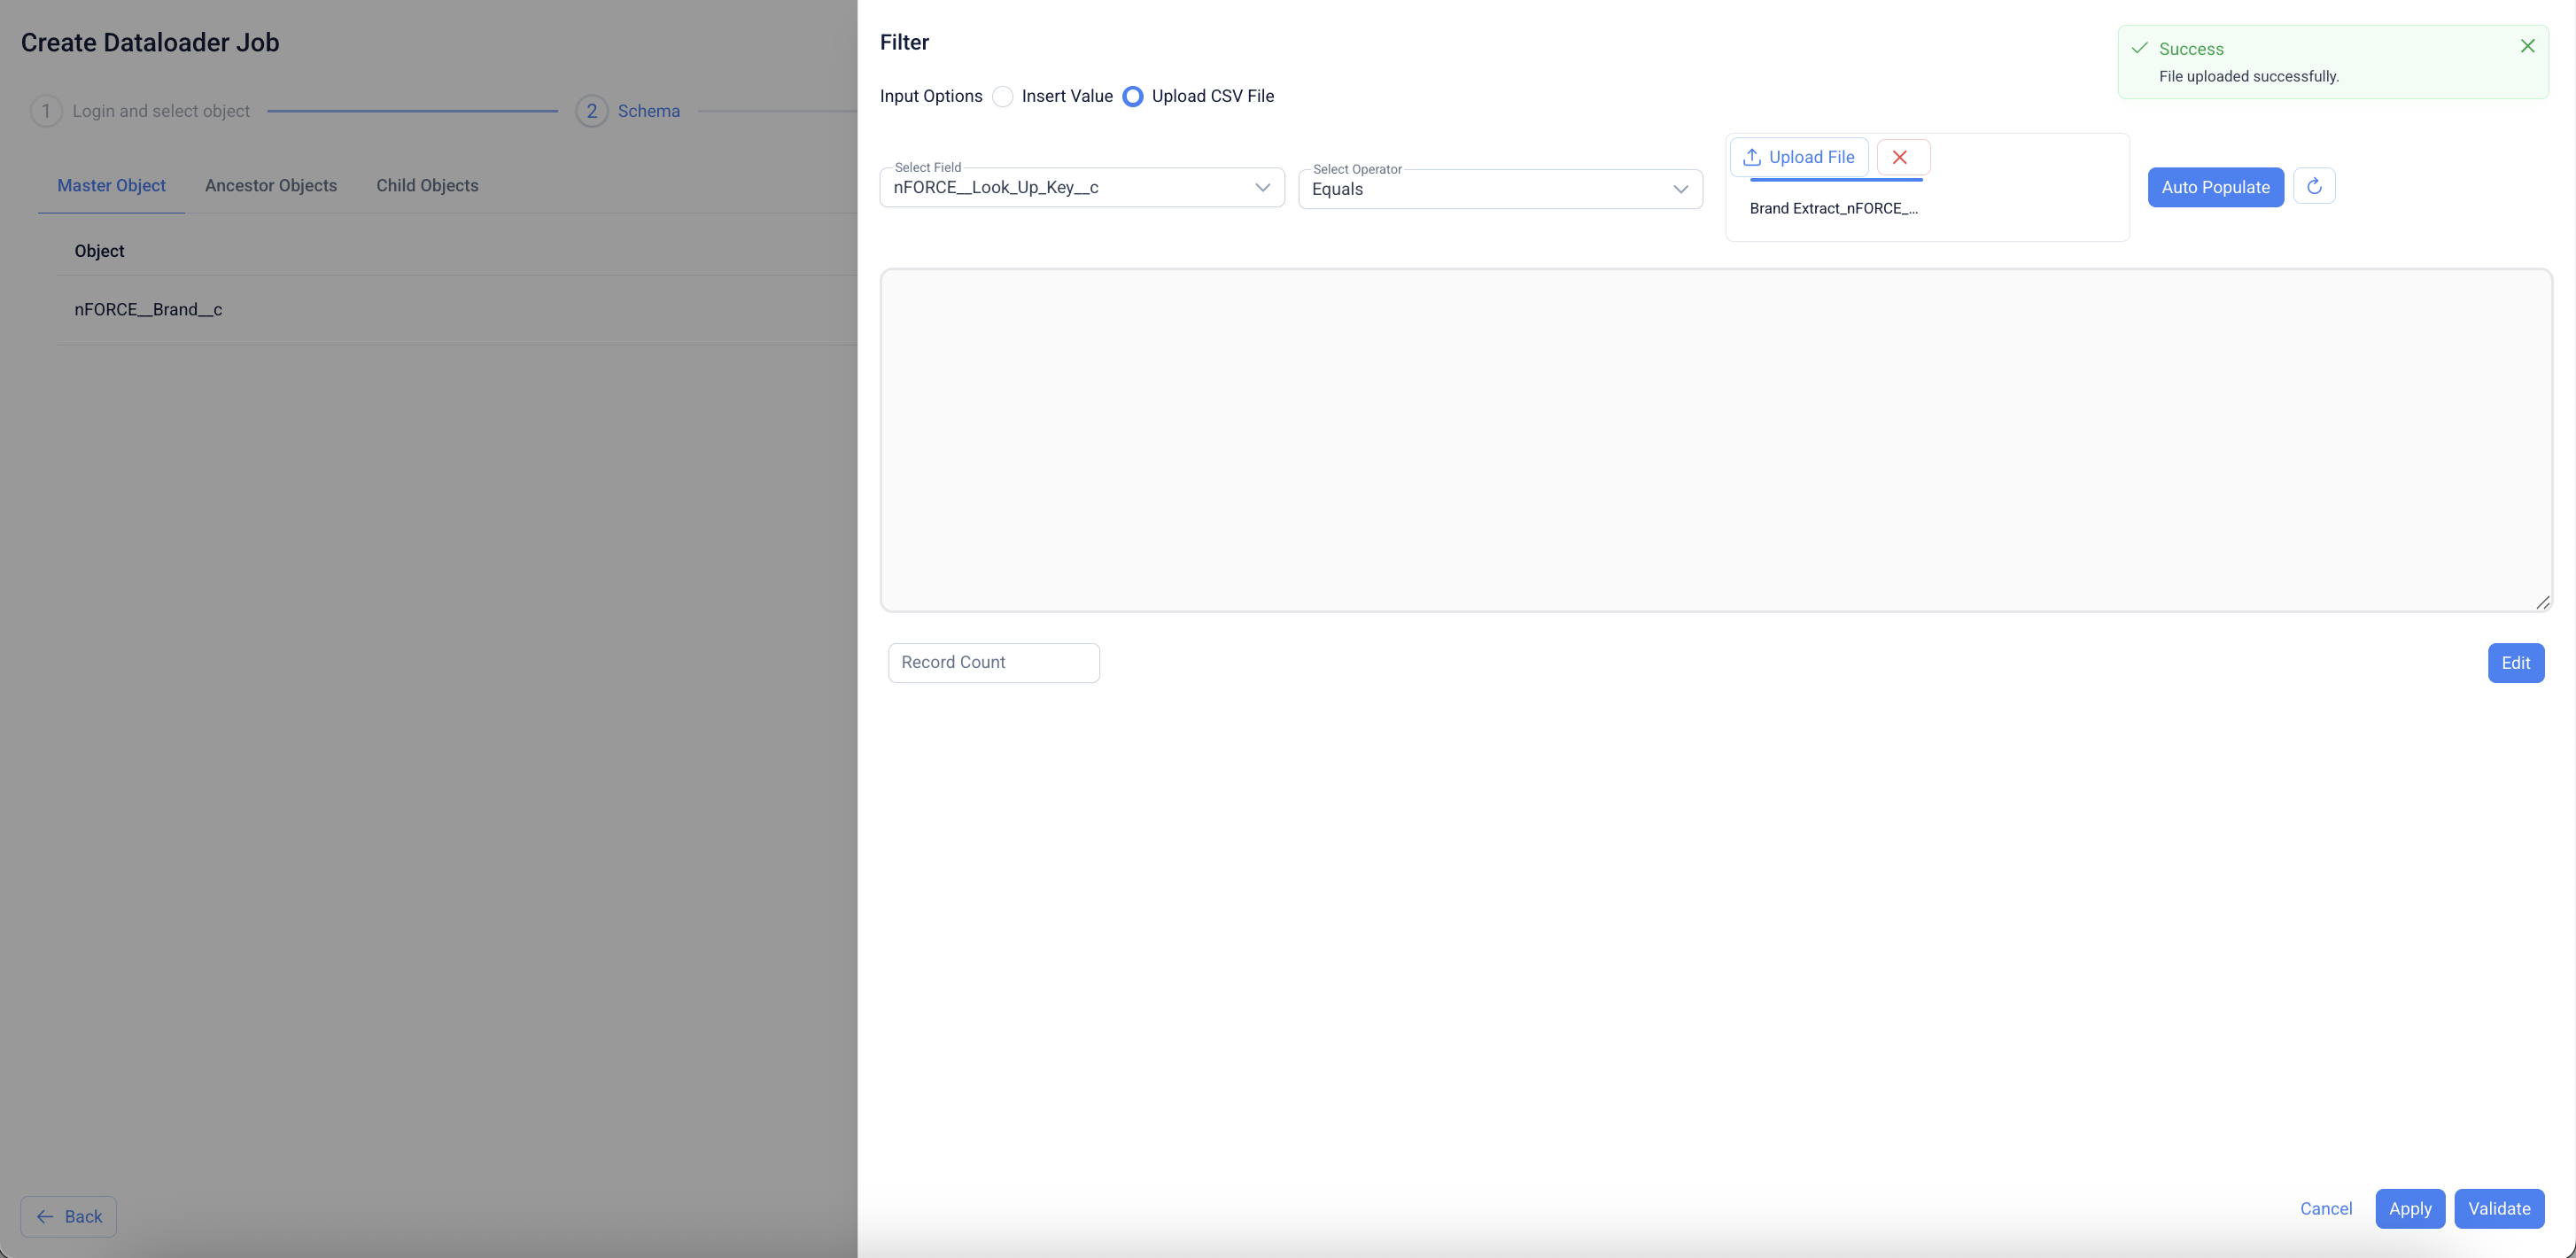 Create Dataloader Job
1 Login and select object
2 Schema
Master Object
Ancestor Objects
Child Objects
Object
nFORCE__Brand__c
Back
Filter
Input Options
Insert Value
Upload CSV File
Select Field
nFORCE__Look_Up_Key__c
Select Operator
Equals
Upload File
Brand Extract_nFORCE_...
Auto Populate
Success
File uploaded successfully.
Record Count
Edit
Cancel
Apply
Validate